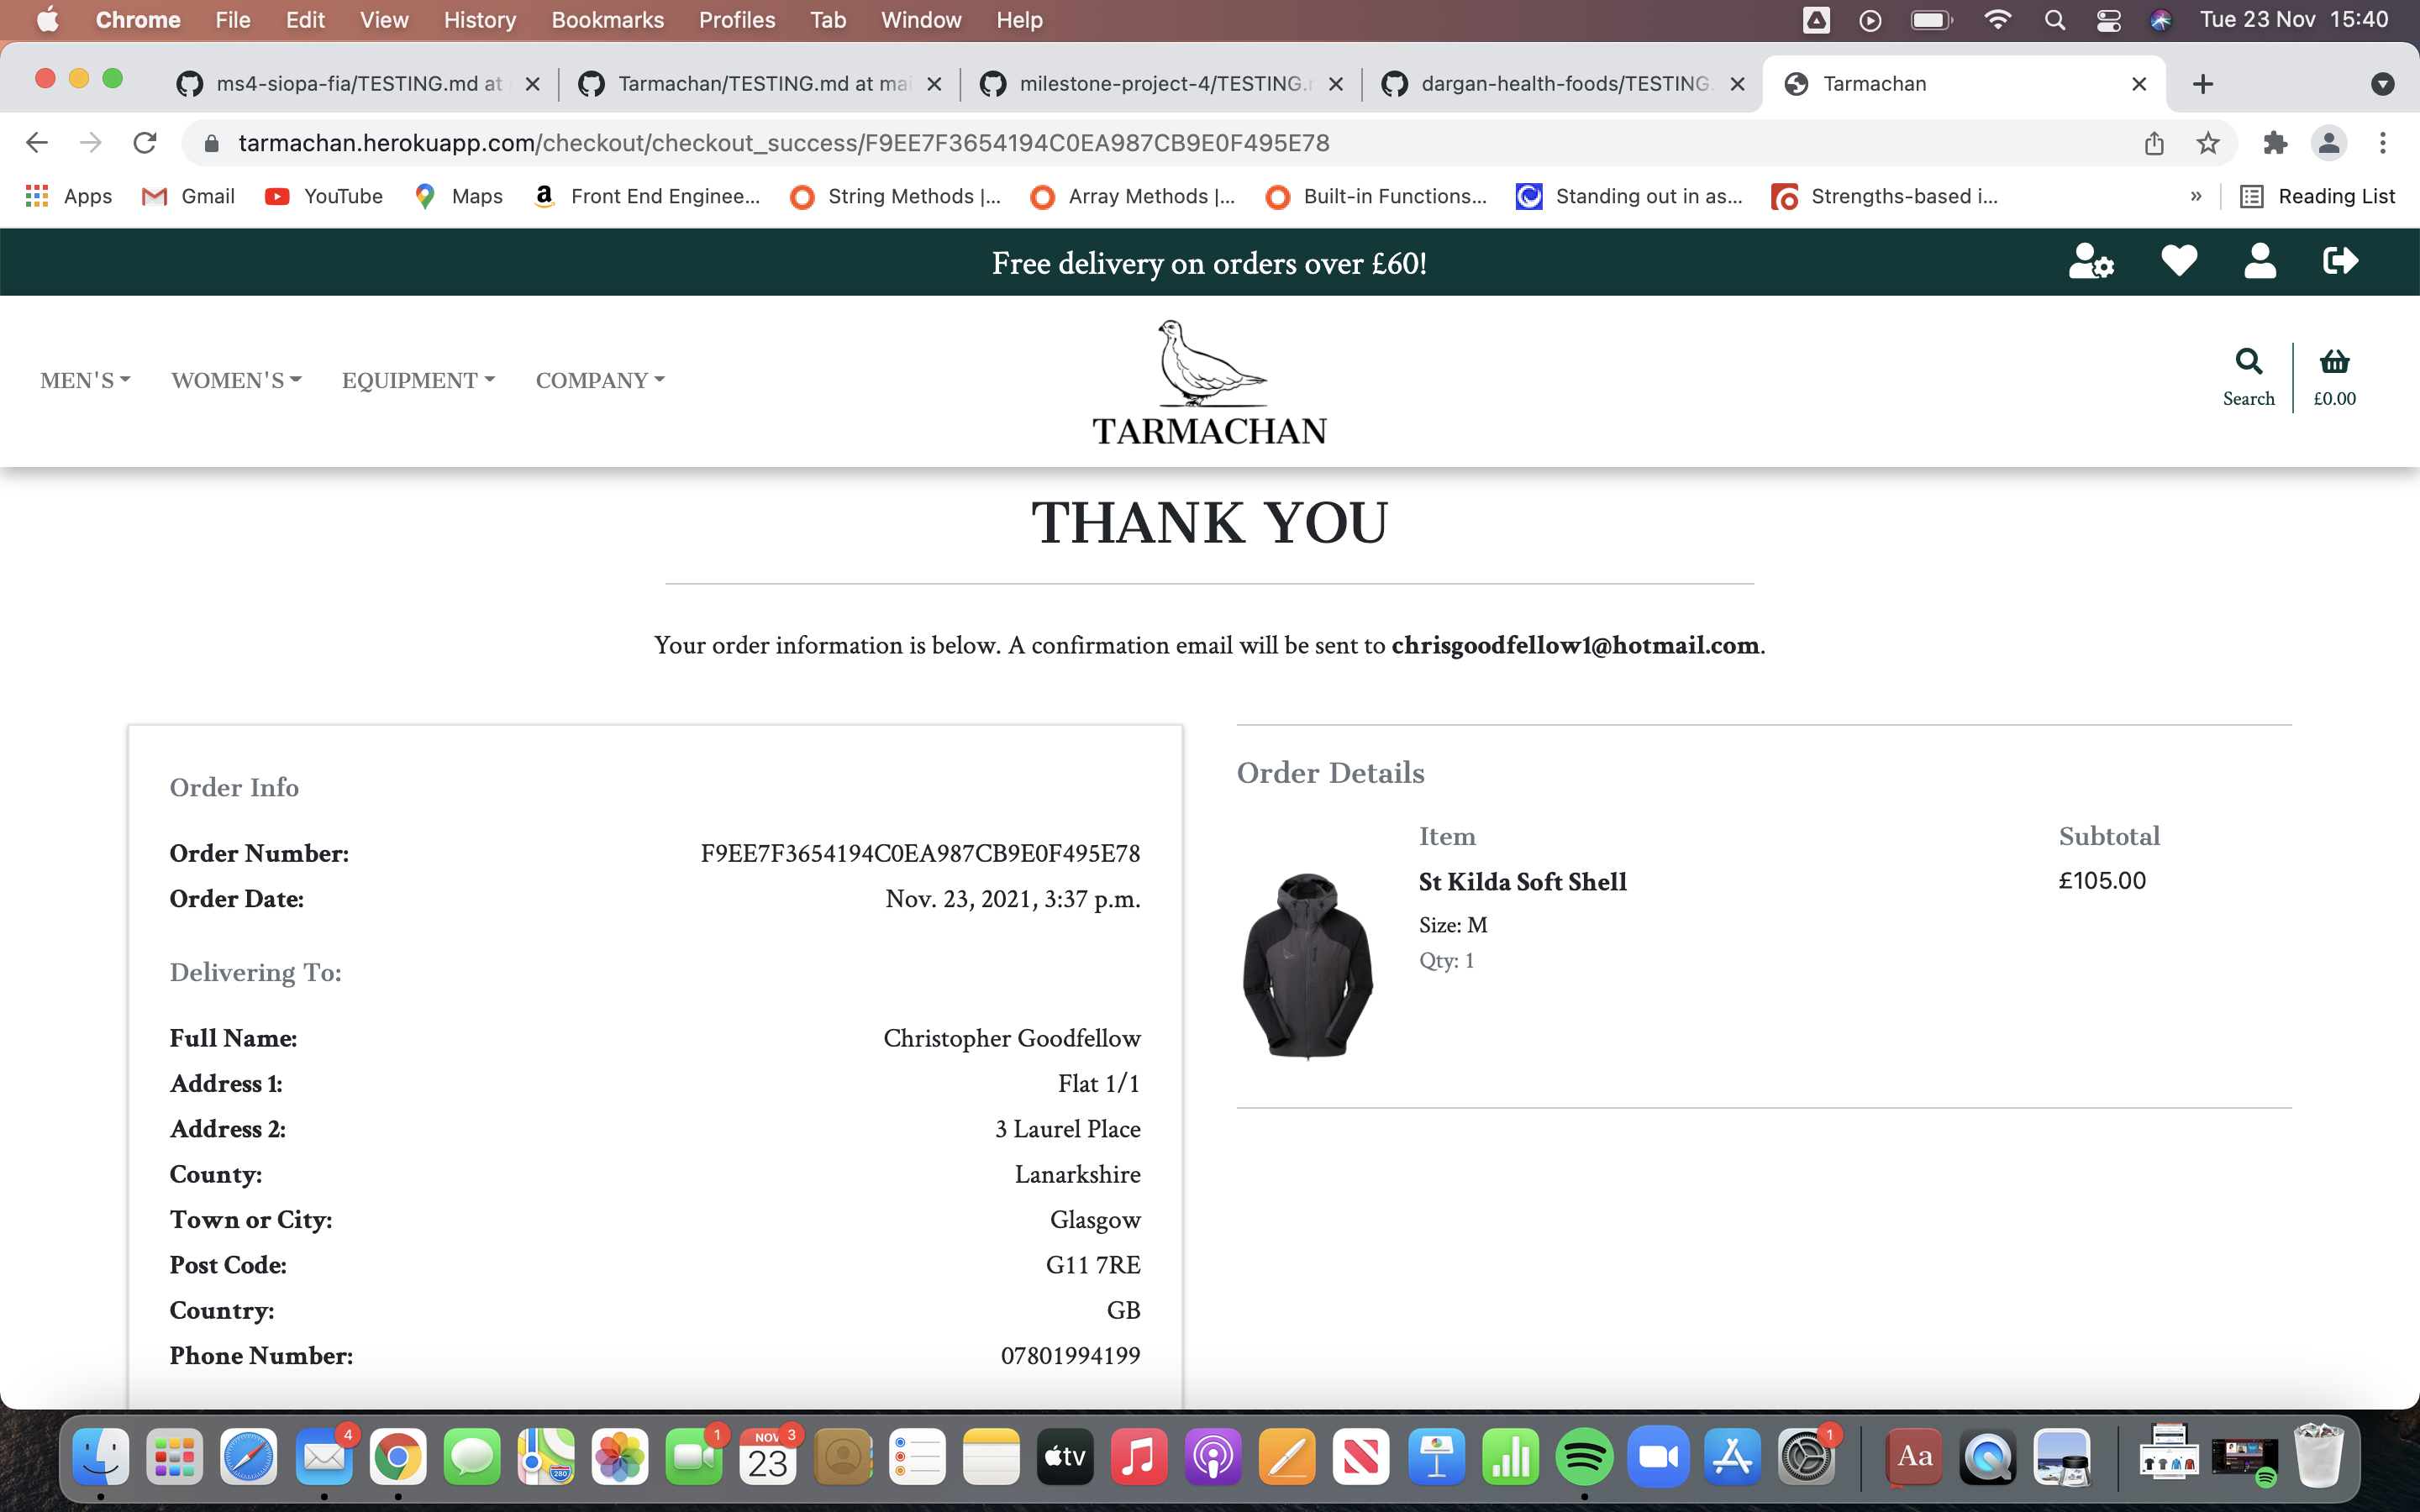 Chrome File Edit View History Bookmarks Profiles Tab Window Help Tue 23 Nov 15:40
ms4-siopa-fia/TESTING.md at Tarmachan/TESTING.md at mai milestone-project-4/TESTING.r dargan-health-foods/TESTING. Tarmachan
tarmachan.herokuapp.com/checkout/checkout_success/F9EE7F3654194C0EA987CB9E0F495E78
Apps Gmail YouTube Maps Front End Enginee... String Methods |... Array Methods |... Built-in Functions... Standing out in as... Strengths-based i... » Reading List
Free delivery on orders over £60!
MEN'S WOMEN'S EQUIPMENT COMPANY
TARMACHAN
Search £0.00
THANK YOU
Your order information is below. A confirmation email will be sent to chrisgoodfellow1@hotmail.com.
Order Info
Order Number: F9EE7F3654194C0EA987CB9E0F495E78
Order Date: Nov. 23, 2021, 3:37 p.m.
Delivering To:
Full Name: Christopher Goodfellow
Address 1: Flat 1/1
Address 2: 3 Laurel Place
County: Lanarkshire
Town or City: Glasgow
Post Code: G11 7RE
Country: GB
Phone Number: 07801994199
Order Details
Item Subtotal
St Kilda Soft Shell £105.00
Size: M
Qty: 1
4 1 NOV 3 1
280 23 tv Aa